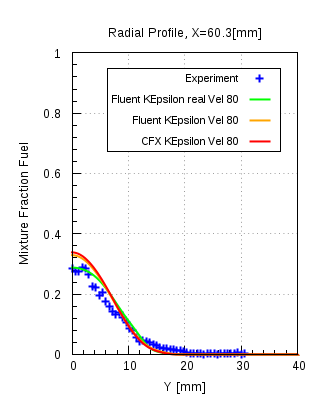 Radial Profile, X=60.3[mm]
1
Experiment
Fluent KEpsilon real Vel 80
0.8
Fluent KEpsilon Vel 80
CFX KEpsilon Vel 80
0.6
Mixture Fraction Fuel
0.4
0.2
0
0 10 20 30 40
Y [mm]